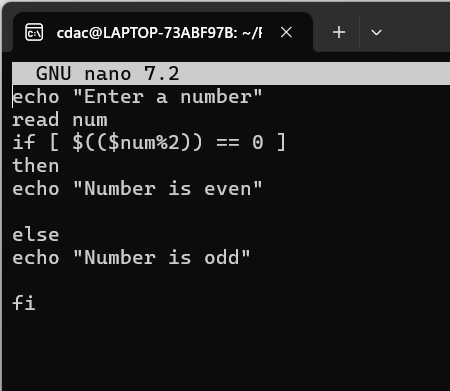 cdac@LAPTOP-73ABF97B: ~/
GNU nano 7.2
echo "Enter a number"
read num
if [ $(($num%2)) == 0 ]
then
echo "Number is even"
else
echo "Number is odd"
fi